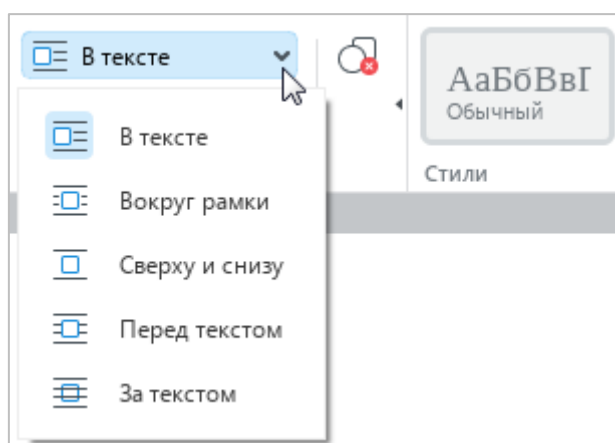 В тексте
АаБбВвГ
Обычный
Стили
В тексте
Вокруг рамки
Сверху и снизу
Перед текстом
За текстом